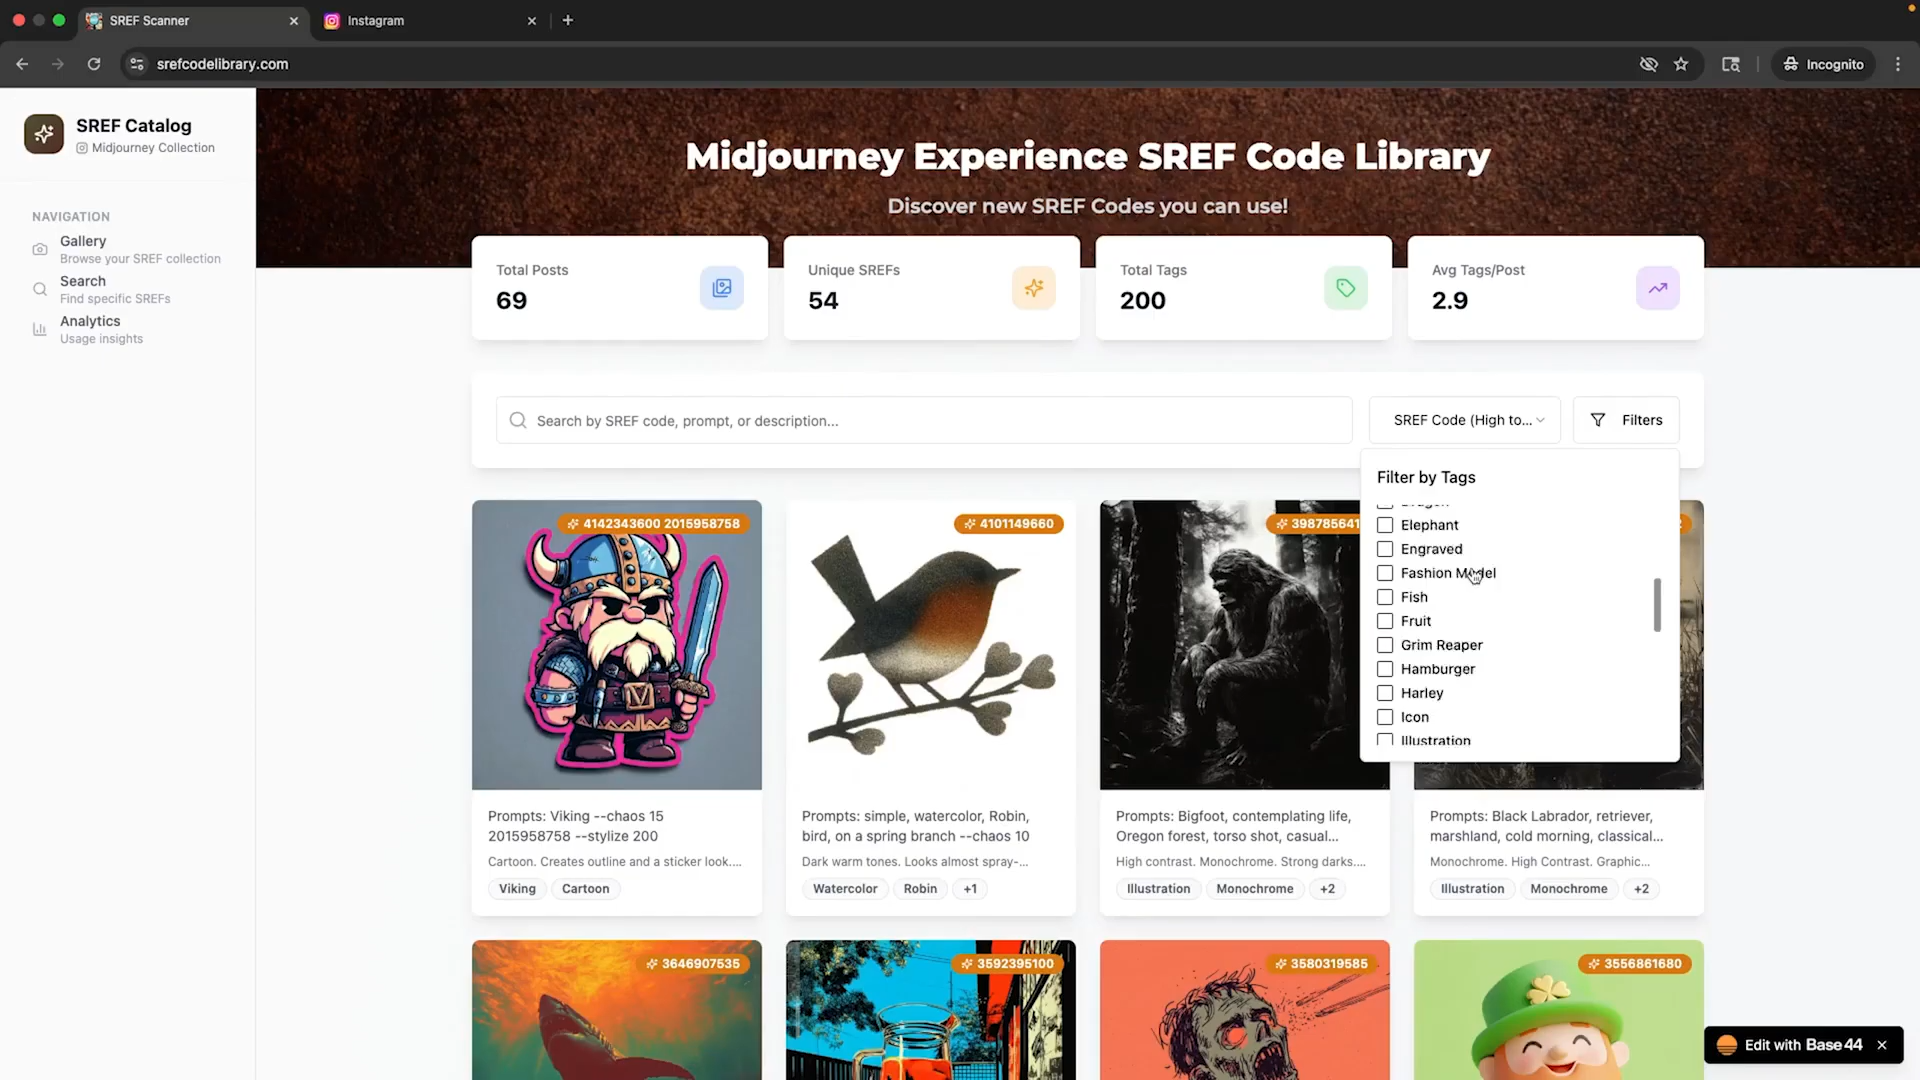 SREF Scanner
Instagram
srefcodelibrary.com
Incognito
SREF Catalog
Midjourney Collection
NAVIGATION
Gallery
Browse your SREF collection
Search
Find specific SREFs
Analytics
Usage insights
Midjourney Experience SREF Code Library
Discover new SREF Codes you can use!
Total Posts
69
Unique SREFs
54
Total Tags
200
Avg Tags/Post
2.9
Search by SREF code, prompt, or description...
SREF Code (High to...
Filters
Filter by Tags
Elephant
Engraved
Fashion Model
Fish
Fruit
Grim Reaper
Hamburger
Harley
Icon
Illustration
4142343600 2015958758
4101149660
398785641
Prompts: Viking --chaos 15
2015958758 --stylize 200
Cartoon. Creates outline and a sticker look....
Viking
Cartoon
Prompts: simple, watercolor, Robin,
bird, on a spring branch --chaos 10
Dark warm tones. Looks almost spray-...
Watercolor
Robin
+1
Prompts: Bigfoot, contemplating life,
Oregon forest, torso shot, casual...
High contrast. Monochrome. Strong darks....
Illustration
Monochrome
+2
Prompts: Black Labrador, retriever,
marshland, cold morning, classical...
Monochrome. High Contrast. Graphic...
Illustration
Monochrome
+2
3646907535
3592395100
3580319585
3556861680
Edit with Base44